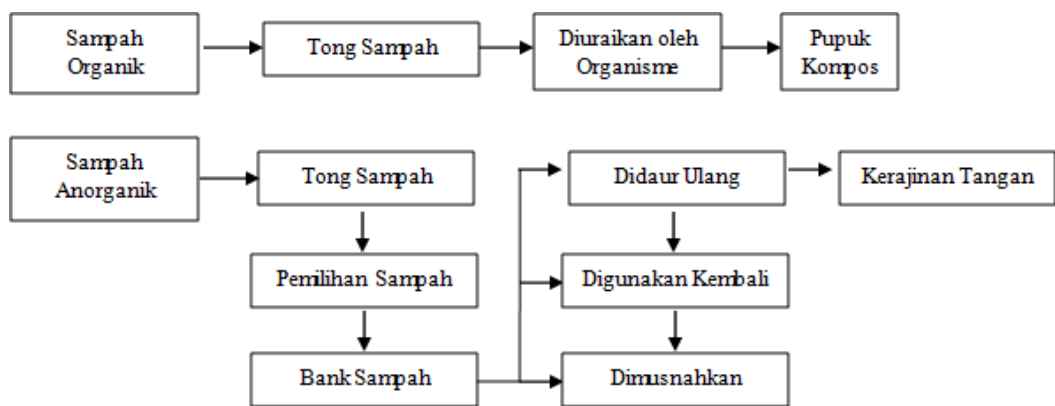 Sampah
Organik
Tong Sampah
Diuraikan oleh
Organisme
Pupuk
Kompos
Sampah
Anorganik
Tong Sampah
Didaur Ulang
Kerajinan Tangan
Pemilihan Sampah
Digunakan Kembali
Bank Sampah
Dimusnahkan